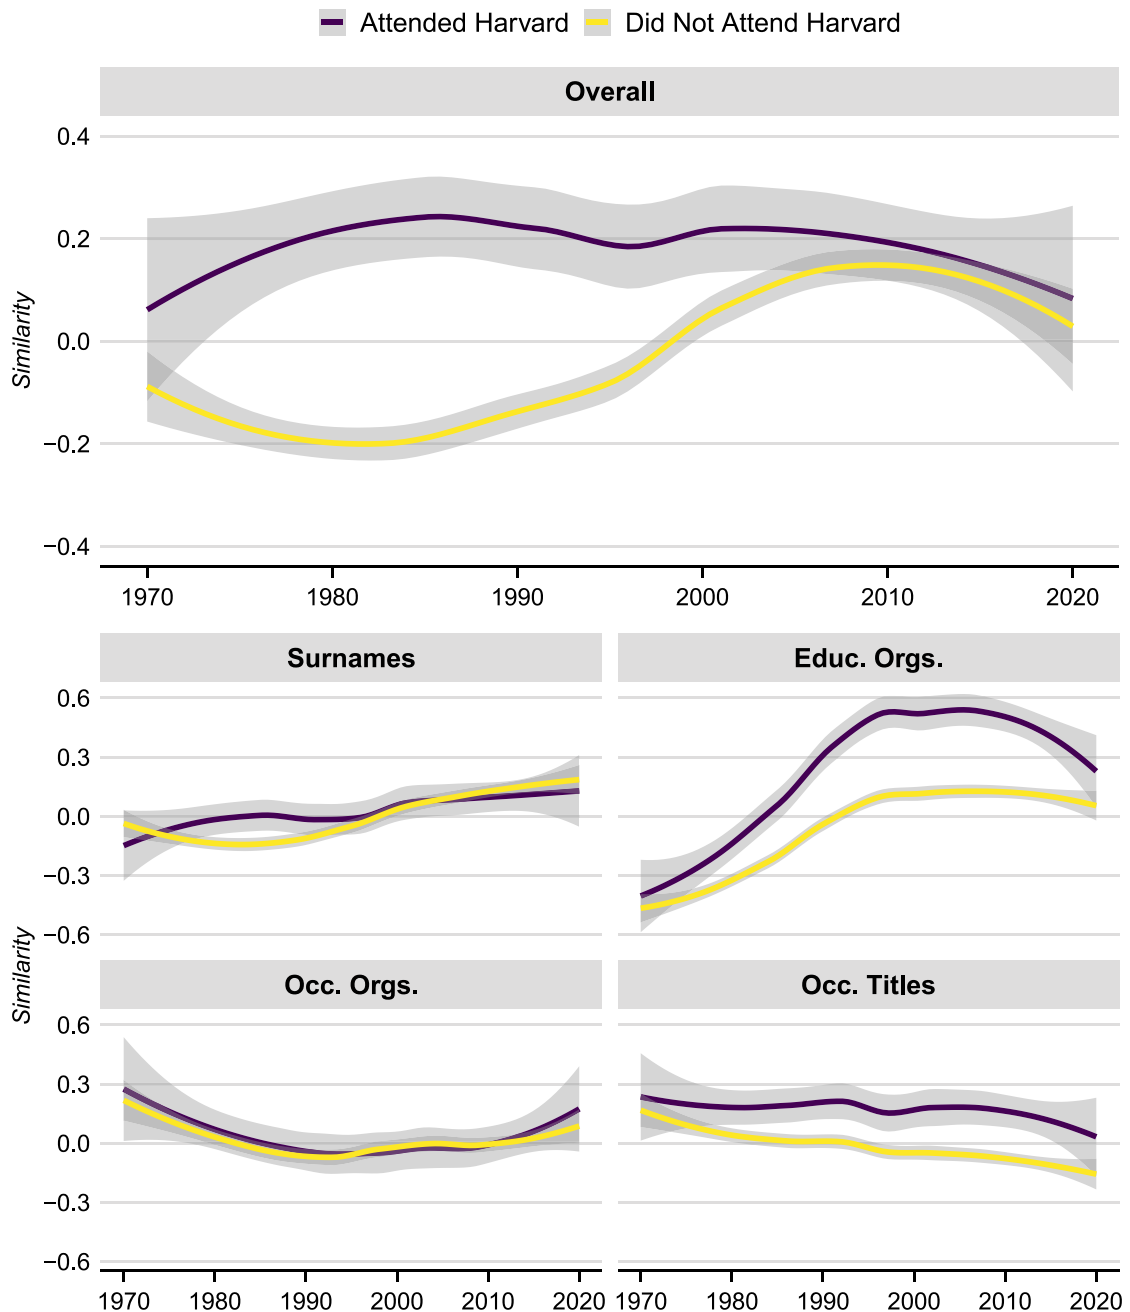 Attended Harvard Did Not Attend Harvard
Overall
0.4
0.2
0.0
−0.2
−0.4
Similarity
1970 1980 1990 2000 2010 2020
Surnames Educ. Orgs.
0.6
0.3
0.0
−0.3
−0.6
Similarity
Occ. Orgs. Occ. Titles
0.6
0.3
0.0
−0.3
−0.6
1970 1980 1990 2000 2010 2020 1970 1980 1990 2000 2010 2020